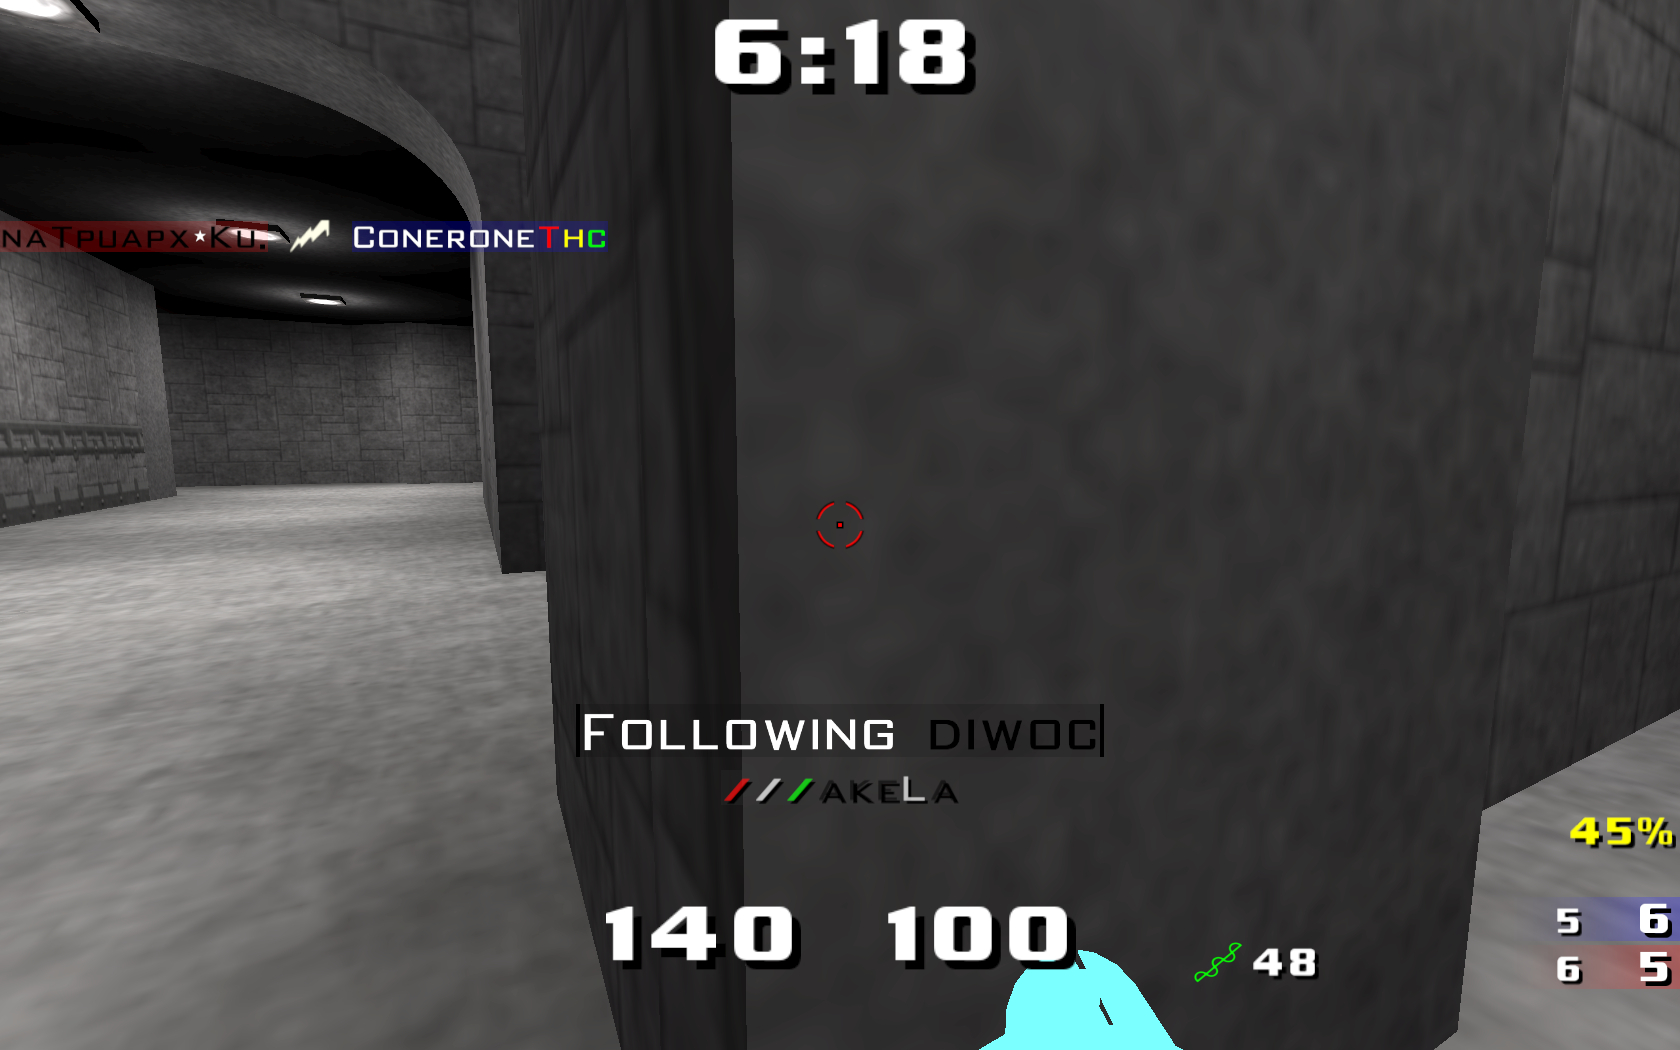 6:18
naTpuapx★Ku. ConeroneThc
Following diwoc
///akeLa
45%
140 100 48
5 6
6 5